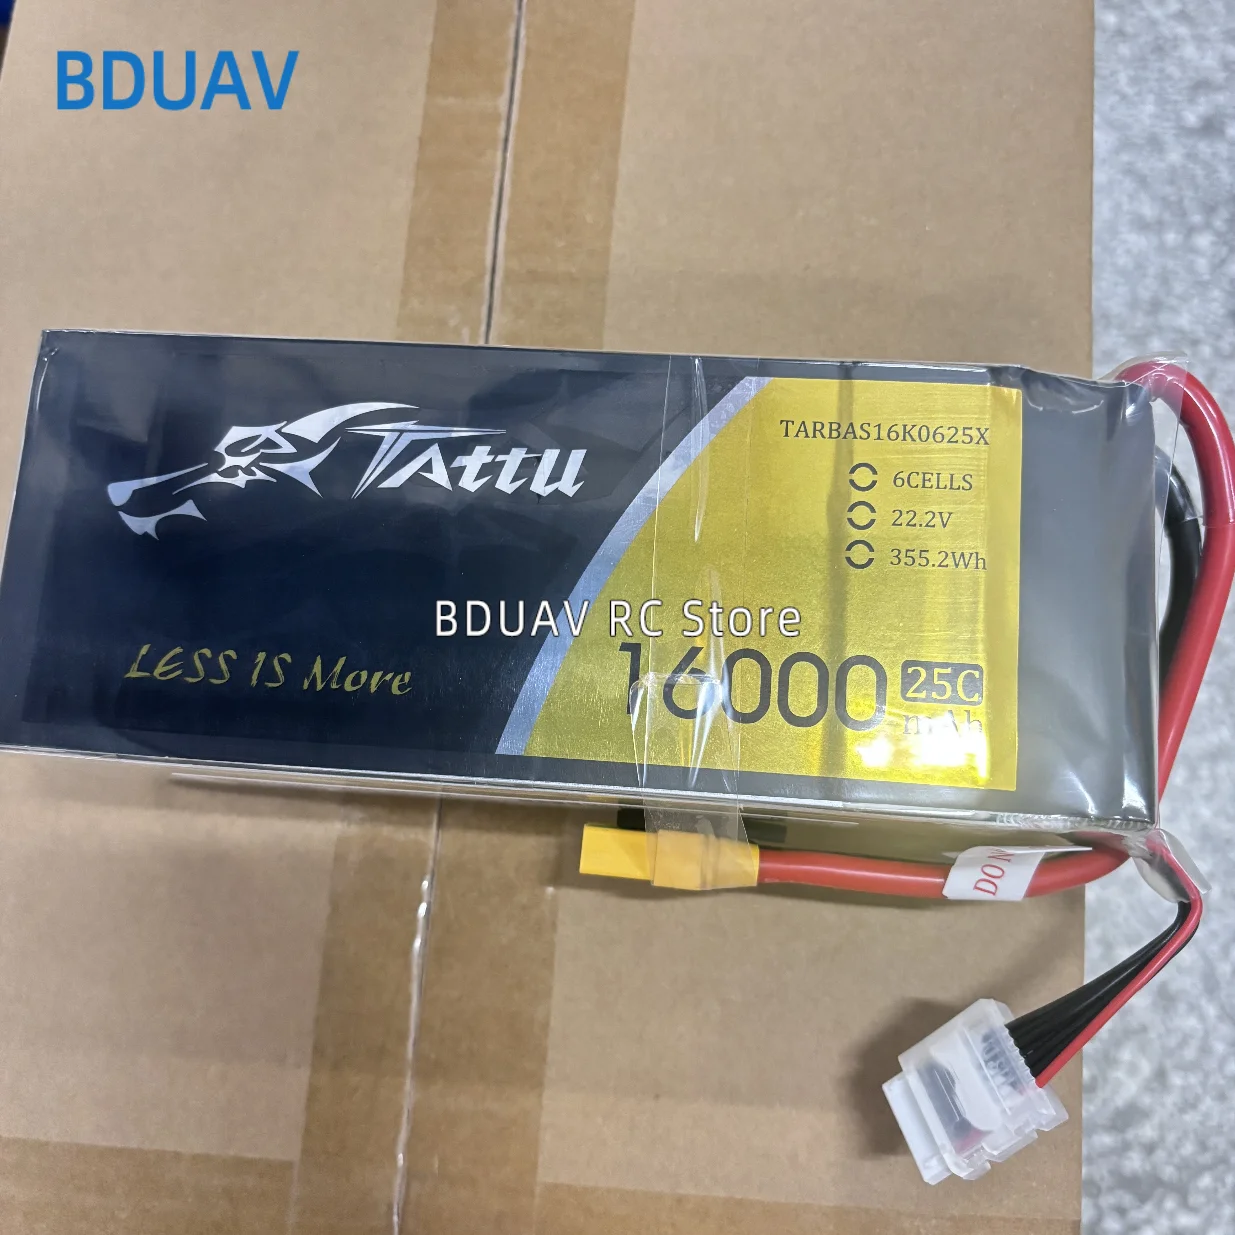 BDUAV
TATTU
TARBAS16K0625X
6CELLS
22.2V
355.2Wh
BDUAV RC Store
LESS IS More
16000 25C
mAh
DO N